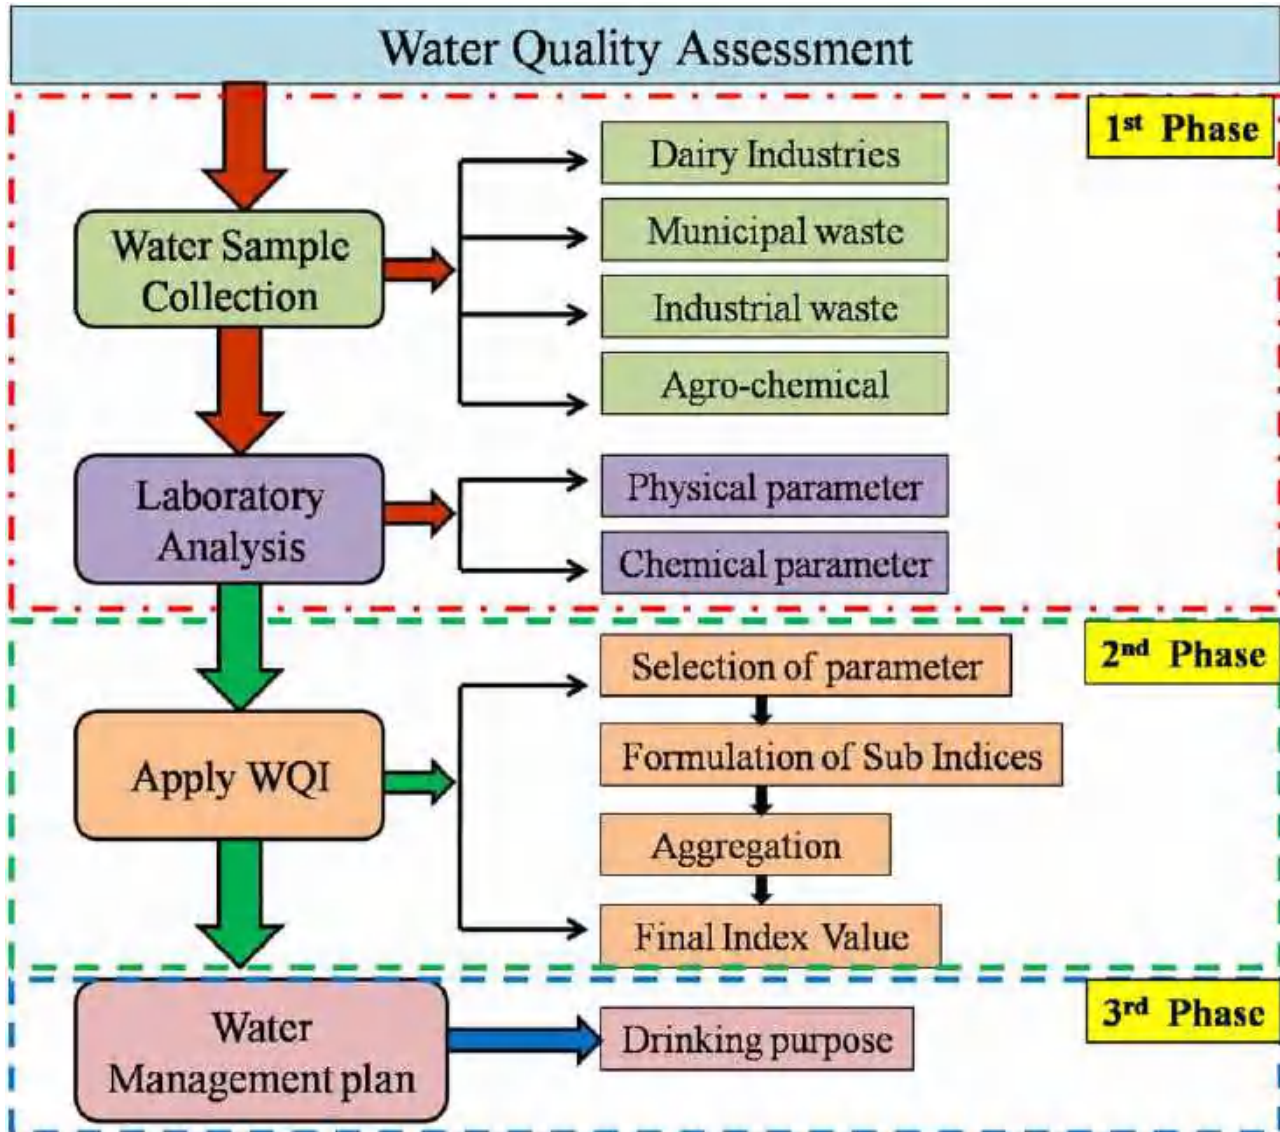 Water Quality Assessment
1st Phase
Dairy Industries
Water Sample
Collection
Municipal waste
Industrial waste
Agro-chemical
Laboratory
Analysis
Physical parameter
Chemical parameter
2nd Phase
Selection of parameter
Apply WQI
Formulation of Sub Indices
Aggregation
Final Index Value
3rd Phase
Water
Management plan
Drinking purpose